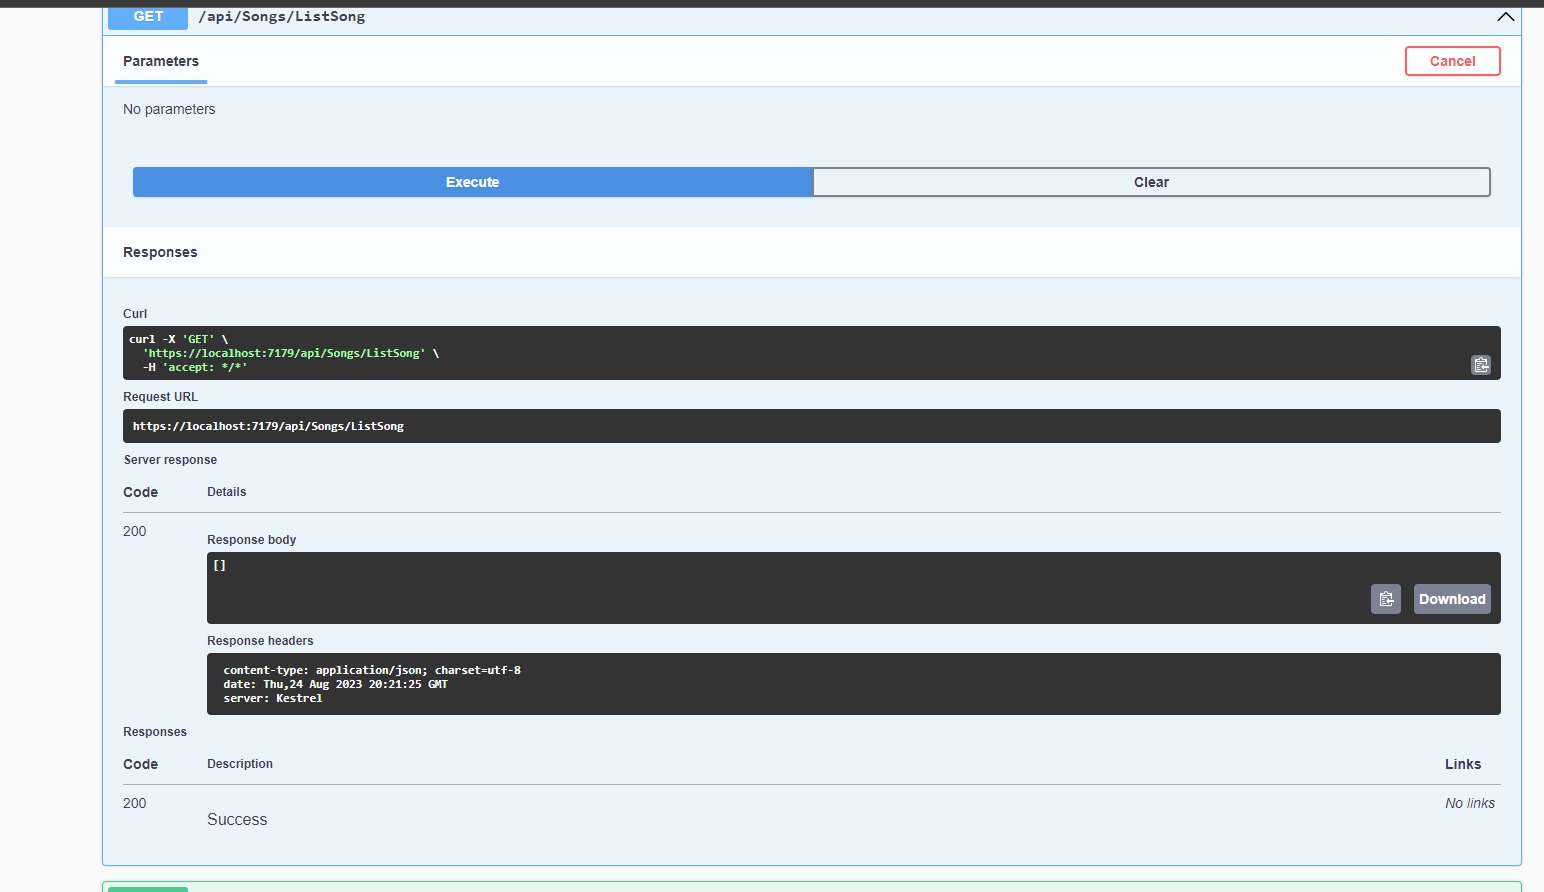 GET /api/Songs/ListSong
Parameters
Cancel
No parameters
Execute
Clear
Responses
Curl
curl -X 'GET' \
'https://localhost:7179/api/Songs/ListSong' \
-H 'accept: */*'
Request URL
https://localhost:7179/api/Songs/ListSong
Server response
Code Details
200
Response body
[]
Download
Response headers
content-type: application/json; charset=utf-8
date: Thu,24 Aug 2023 20:21:25 GMT
server: Kestrel
Responses
Code Description Links
200 No links
Success